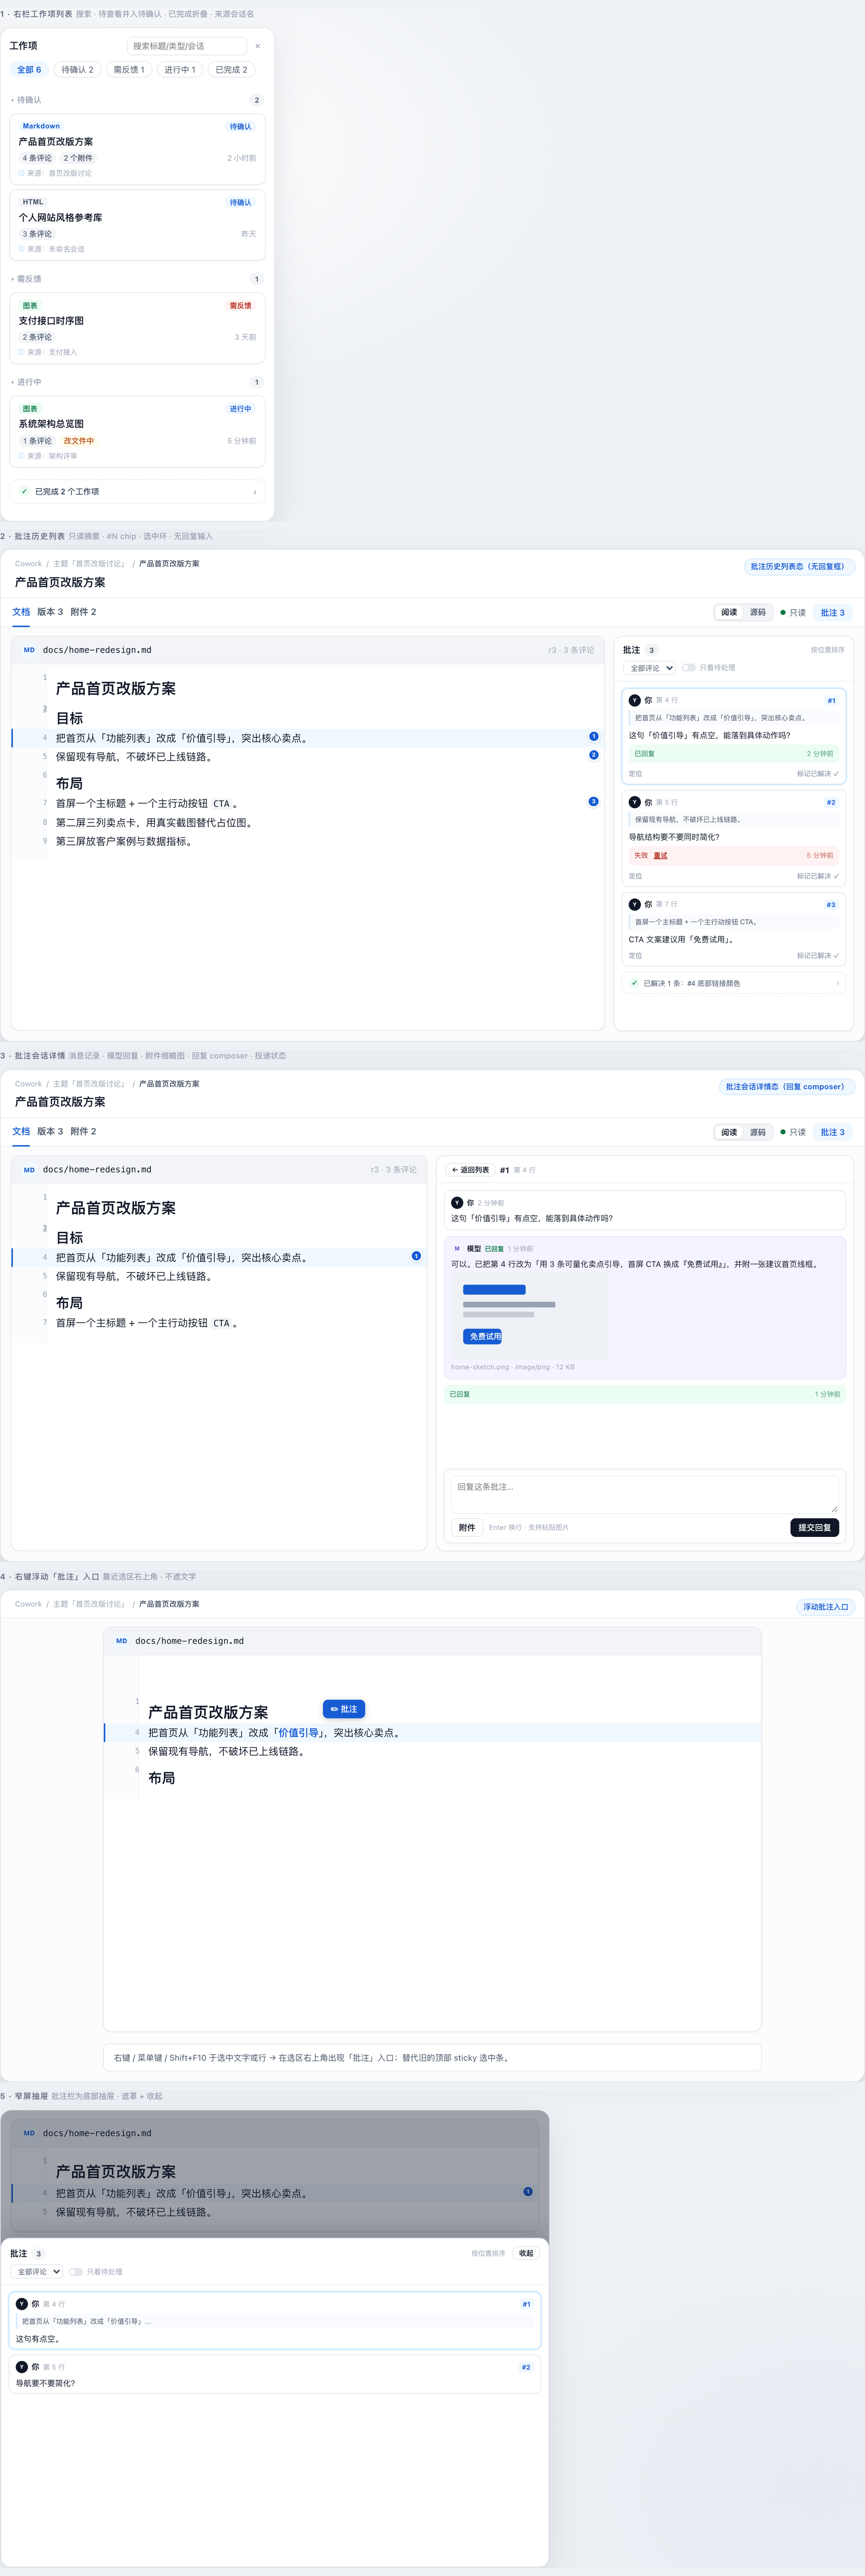 1 · 右栏工作项列表 搜索 · 待查看并入待确认 · 已完成折叠 · 来源会话名
工作项 搜索标题/类型/会话 ×
全部 6 待确认 2 需反馈 1 进行中 1 已完成 2
• 待确认 2
Markdown 待确认
产品首页改版方案
4 条评论 2 个附件 2 小时前
来源：首页改版讨论
HTML 待确认
个人网站风格参考库
3 条评论 昨天
来源：未命名会话
• 需反馈 1
图表 需反馈
支付接口时序图
2 条评论 3 天前
来源：支付接入
• 进行中 1
图表 进行中
系统架构总览图
1 条评论 改文件中 5 分钟前
来源：架构评审
✓ 已完成 2 个工作项 ›
2 · 批注历史列表 只读摘要 · #N chip · 选中环 · 无回复输入
Cowork / 主题「首页改版讨论」 / 产品首页改版方案
批注历史列表态（无回复框）
产品首页改版方案
文档 版本 3 附件 2 阅读 源码 只读 批注 3
MD docs/home-redesign.md r3 · 3 条评论
1 产品首页改版方案
目标
4 把首页从「功能列表」改成「价值引导」，突出核心卖点。 1
5 保留现有导航，不破坏已上线链路。 2
6 布局
7 首屏一个主标题 + 一个主行动按钮 CTA 。 3
8 第二屏三列卖点卡，用真实截图替代占位图。
9 第三屏放客户案例与数据指标。
批注 3 按位置排序
全部评论 只看待处理
Y 你 第 4 行 #1
把首页从「功能列表」改成「价值引导」，突出核心卖点。
这句「价值引导」有点空，能落到具体动作吗?
已回复 2 分钟前
定位 标记已解决 ✓
Y 你 第 5 行 #2
保留现有导航，不破坏已上线链路。
导航结构要不要同时简化?
失败 重试 5 分钟前
定位 标记已解决 ✓
Y 你 第 7 行 #3
首屏一个主标题 + 一个主行动按钮 CTA。
CTA 文案建议用「免费试用」。
定位 标记已解决 ✓
✓ 已解决 1 条：#4 底部链接颜色 ›
3 · 批注会话详情 消息记录 · 模型回复 · 附件缩略图 · 回复 composer · 投递状态
Cowork / 主题「首页改版讨论」 / 产品首页改版方案
批注会话详情态（回复 composer）
产品首页改版方案
文档 版本 3 附件 2 阅读 源码 只读 批注 3
MD docs/home-redesign.md r3 · 3 条评论
1 产品首页改版方案
目标
4 把首页从「功能列表」改成「价值引导」，突出核心卖点。 1
5 保留现有导航，不破坏已上线链路。
6 布局
7 首屏一个主标题 + 一个主行动按钮 CTA 。
← 返回列表 #1 第 4 行
Y 你 2 分钟前
这句「价值引导」有点空，能落到具体动作吗?
M 模型 已回复 1 分钟前
可以。已把第 4 行改为「用 3 条可量化卖点引导，首屏 CTA 换成『免费试用』」，并附一张建议首页线框。
免费试用
home-sketch.png · image/png · 12 KB
已回复 1 分钟前
回复这条批注...
附件 Enter 换行 · 支持粘贴图片 提交回复
4 · 右键浮动「批注」入口 靠近选区右上角 · 不遮文字
Cowork / 主题「首页改版讨论」 / 产品首页改版方案
浮动批注入口
MD docs/home-redesign.md
1 产品首页改版方案
✏ 批注
4 把首页从「功能列表」改成「价值引导」，突出核心卖点。
5 保留现有导航，不破坏已上线链路。
6 布局
右键 / 菜单键 / Shift+F10 于选中文字或行 → 在选区右上角出现「批注」入口；替代旧的顶部 sticky 选中条。
5 · 窄屏抽屉 批注栏为底部抽屉 · 遮罩 + 收起
MD docs/home-redesign.md
1 产品首页改版方案
4 把首页从「功能列表」改成「价值引导」，突出核心卖点。 1
5 保留现有导航，不破坏已上线链路。
批注 3 按位置排序 收起
全部评论 只看待处理
Y 你 第 4 行 #1
把首页从「功能列表」改成「价值引导」...
这句有点空。
Y 你 第 5 行 #2
导航要不要简化?